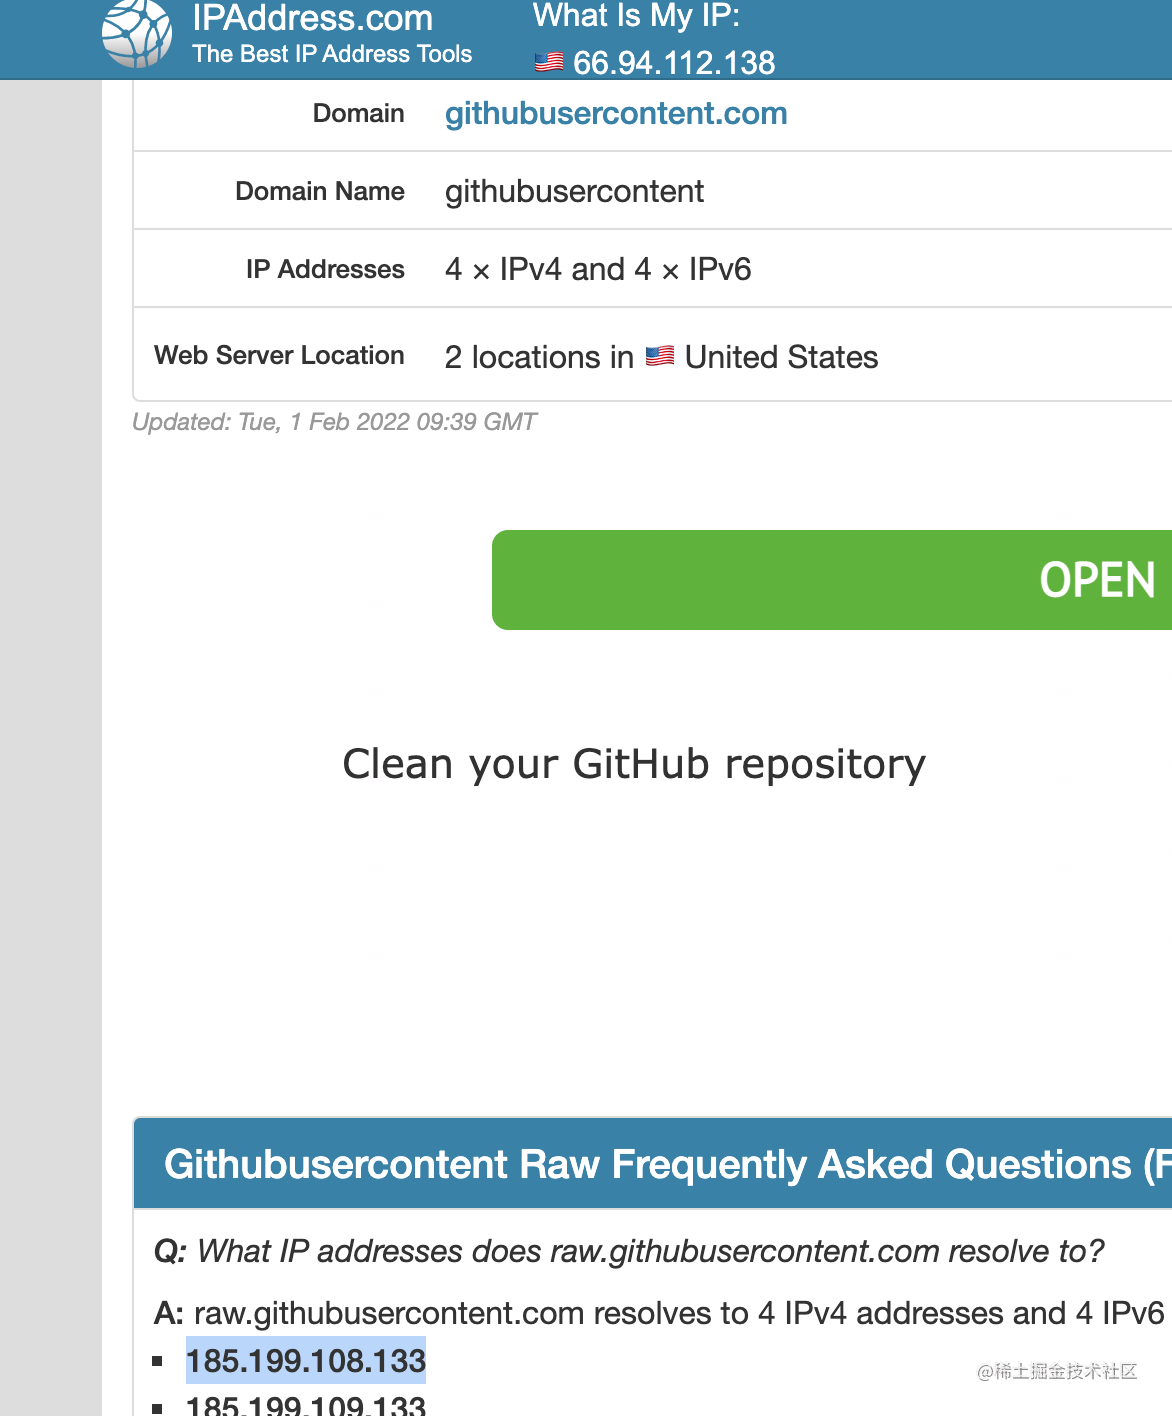 IPAddress.com
The Best IP Address Tools
What Is My IP:
66.94.112.138
Domain githubusercontent.com
Domain Name githubusercontent
IP Addresses 4 × IPv4 and 4 × IPv6
Web Server Location 2 locations in 🇺🇸 United States
Updated: Tue, 1 Feb 2022 09:39 GMT
OPEN
Clean your GitHub repository
Githubusercontent Raw Frequently Asked Questions (F
Q: What IP addresses does raw.githubusercontent.com resolve to?
A: raw.githubusercontent.com resolves to 4 IPv4 addresses and 4 IPv6
▪ 185.199.108.133
▪ 185.199.109.133
@稀土掘金技术社区